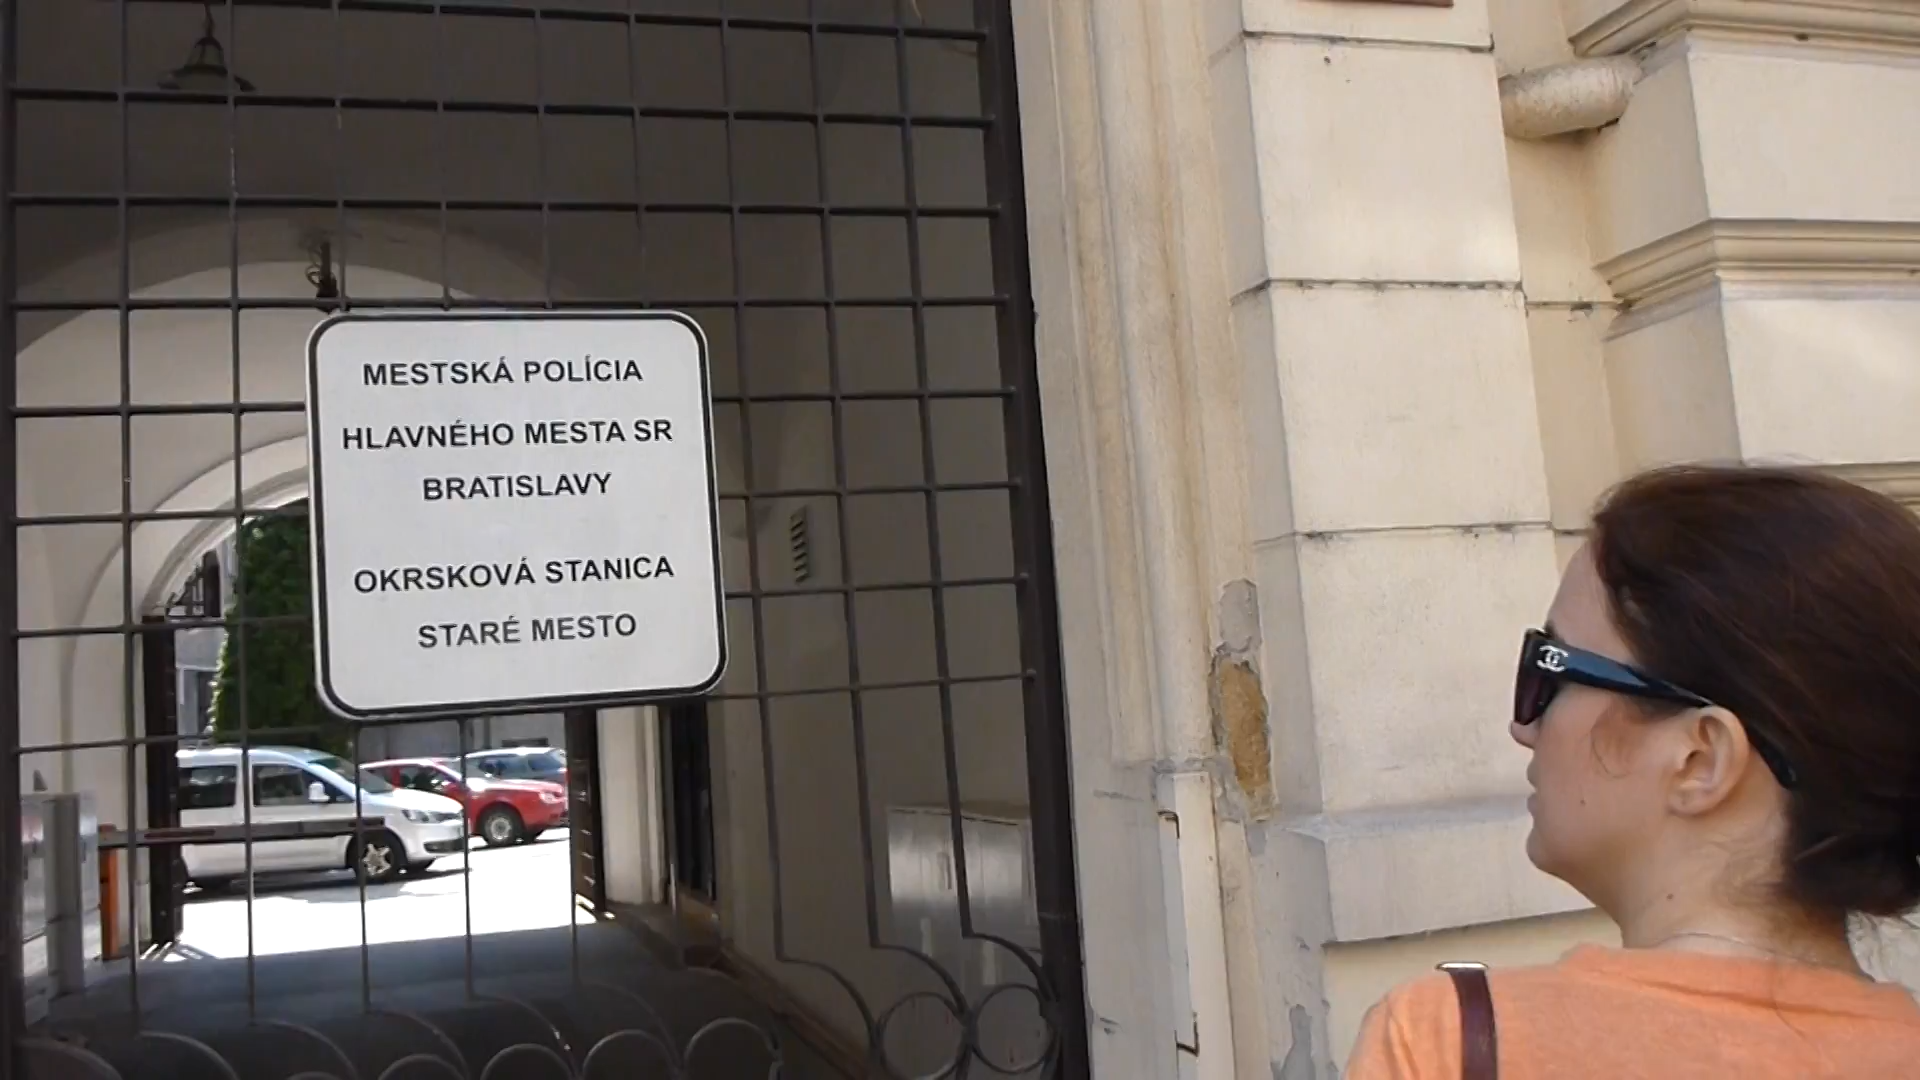 MESTSKÁ POLÍCIA
HLAVNÉHO MESTA SR
BRATISLAVY
OKRSKOVÁ STANICA
STARÉ MESTO